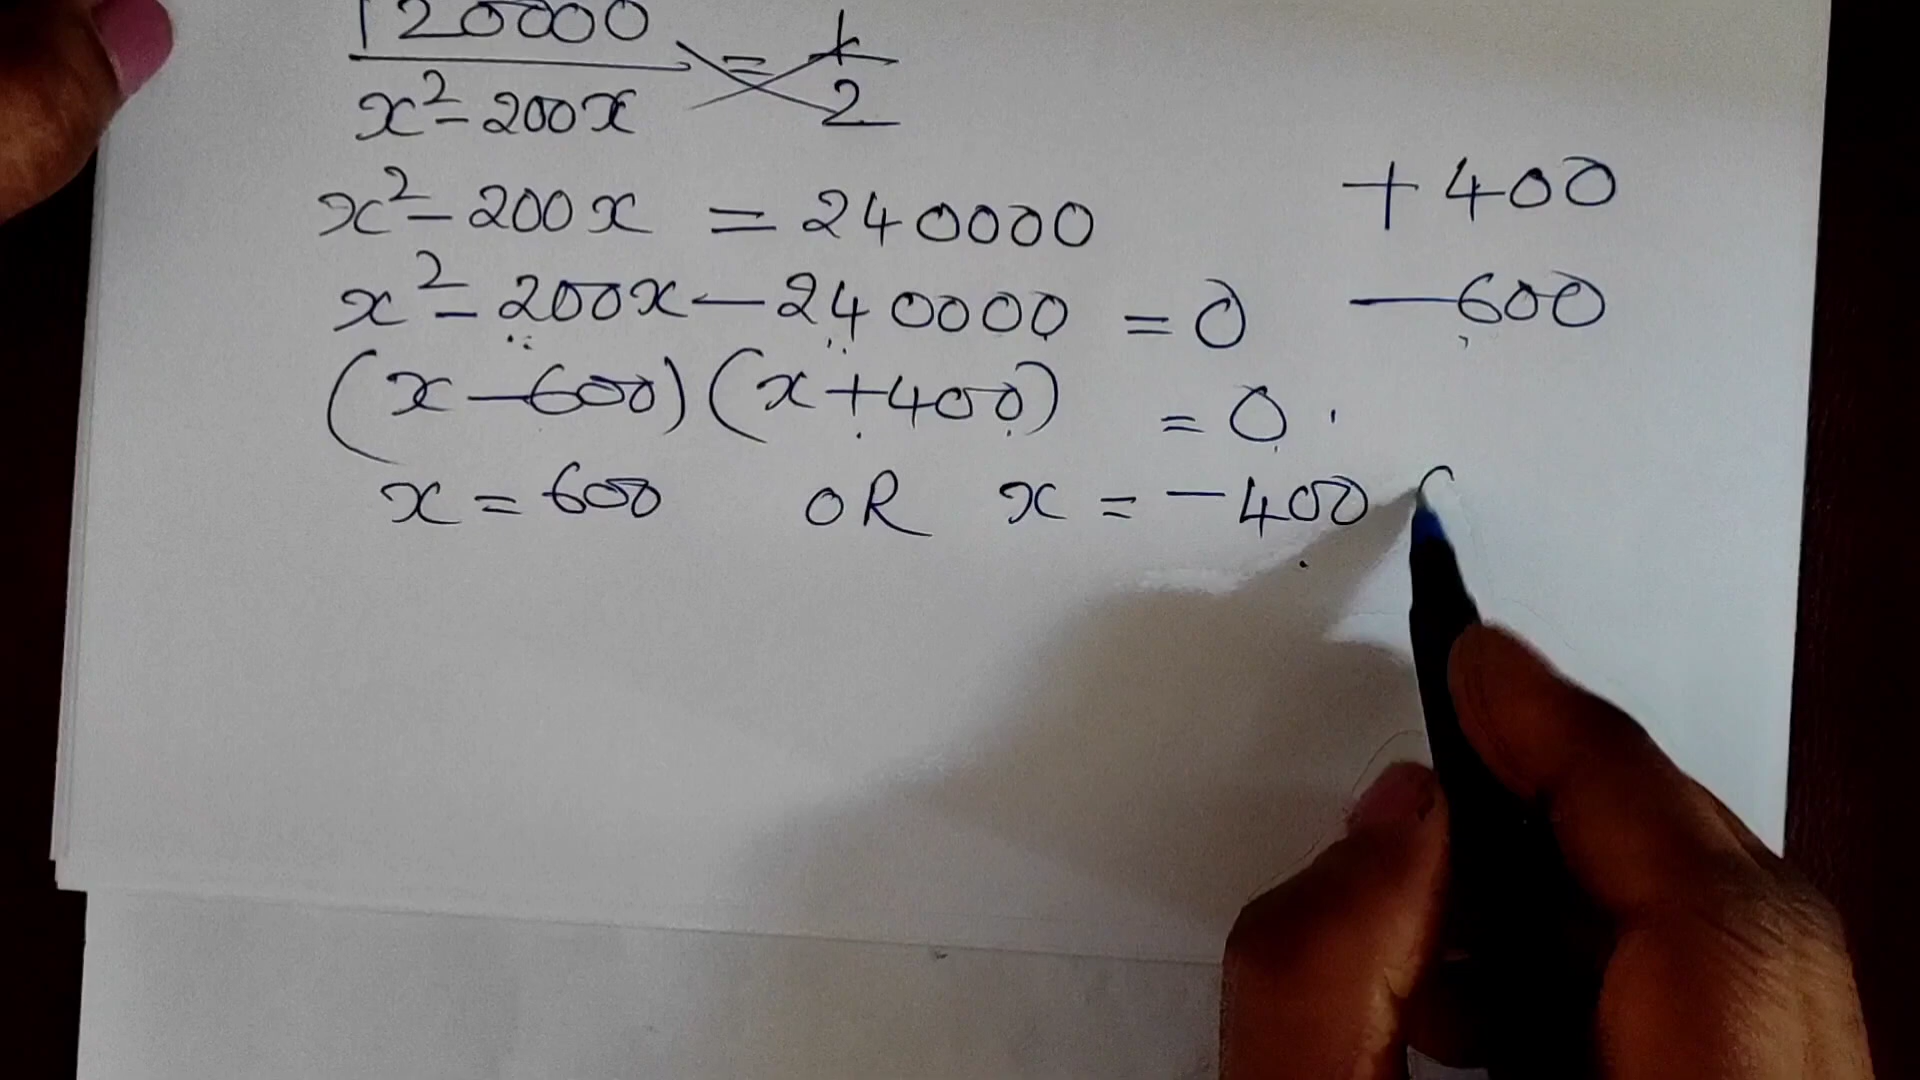 120000/x²-200x = 1/2
x²-200x = 240000
+400
x²-200x-240000 = 0
-600
(x-600)(x+400) = 0
x = 600 OR x = -400